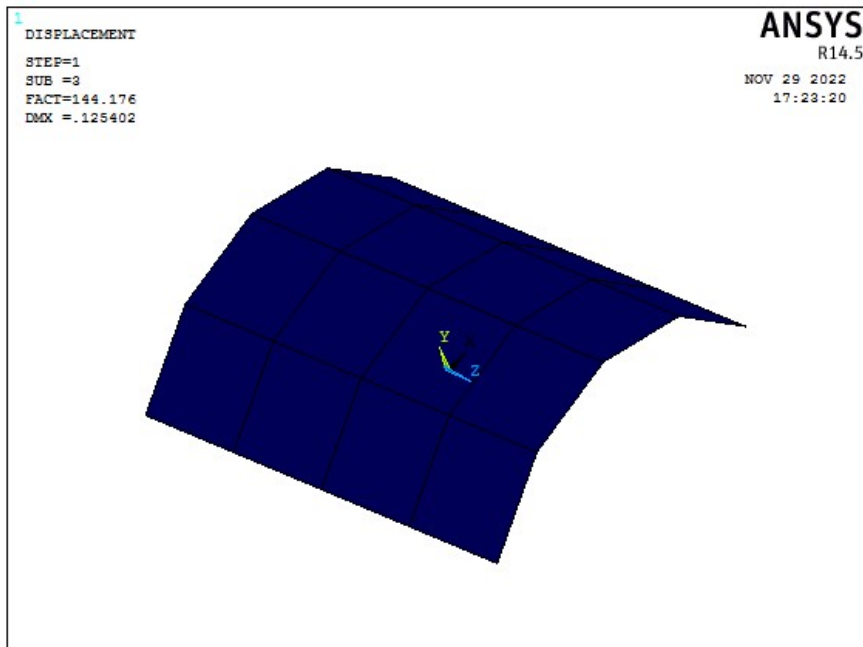 1
DISPLACEMENT
STEP=1
SUB =3
FACT=144.176
DMX =.125402
ANSYS
R14.5
NOV 29 2022
17:23:20
Y
Z